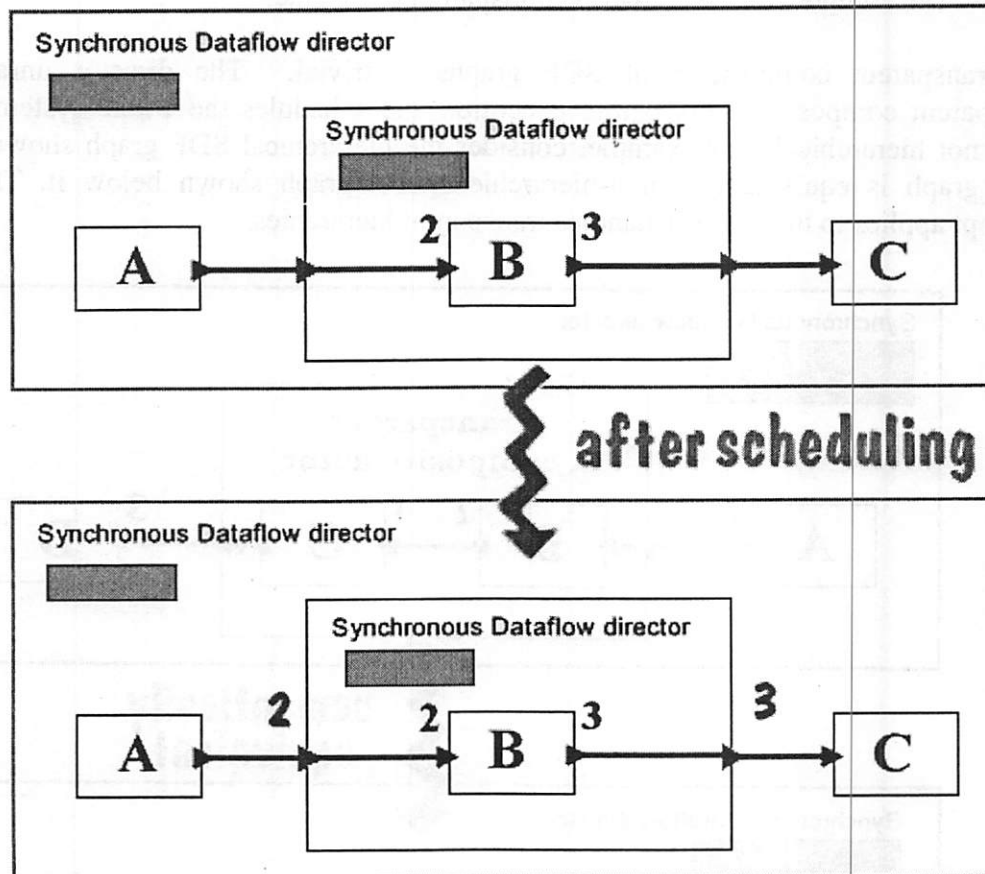 Synchronous Dataflow director
Synchronous Dataflow director
2
3
A
B
C
after scheduling
Synchronous Dataflow director
Synchronous Dataflow director
2
2
3
3
A
B
C